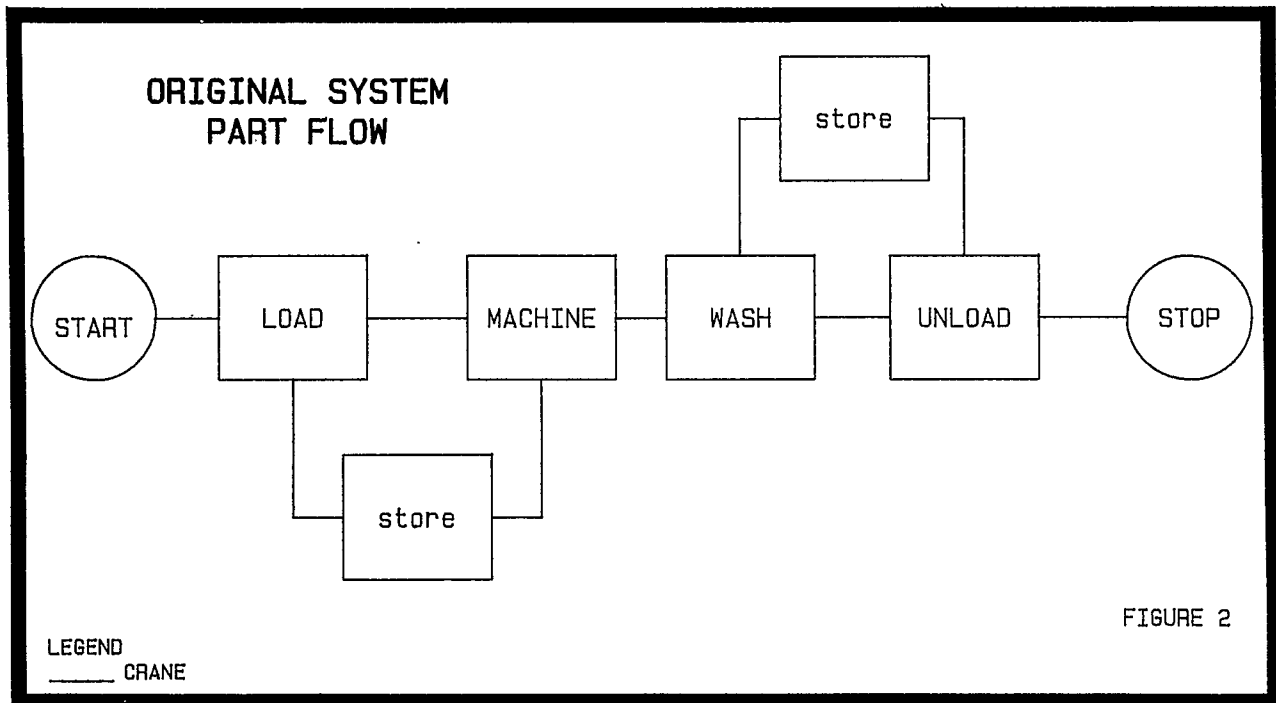 ORIGINAL SYSTEM
PART FLOW
store
START
LOAD
MACHINE
WASH
UNLOAD
STOP
store
FIGURE 2
LEGEND
CRANE